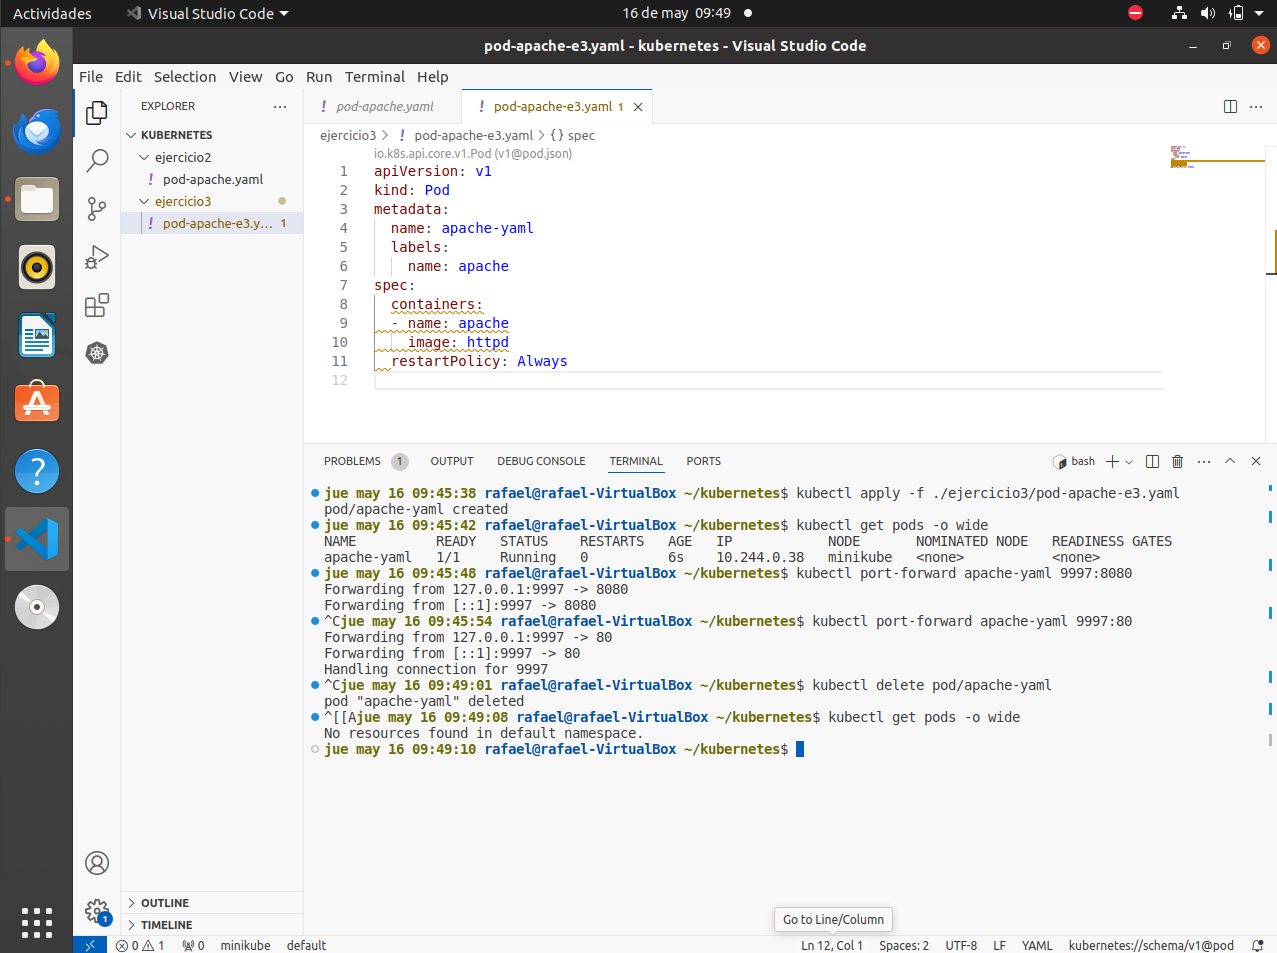 Actividades
Visual Studio Code
16 de may 09:49
pod-apache-e3.yaml - kubernetes - Visual Studio Code
File Edit Selection View Go Run Terminal Help
EXPLORER
KUBERNETES
ejercicio2
pod-apache.yaml
ejercicio3
pod-apache-e3.y... 1
OUTLINE
TIMELINE
pod-apache.yaml
pod-apache-e3.yaml 1
ejercicio3 > pod-apache-e3.yaml > {} spec
io.k8s.api.core.v1.Pod (v1@pod.json)
1 apiVersion: v1
2 kind: Pod
3 metadata:
4   name: apache-yaml
5   labels:
6     name: apache
7 spec:
8   containers:
9   - name: apache
10     image: httpd
11   restartPolicy: Always
12
PROBLEMS 1 OUTPUT DEBUG CONSOLE TERMINAL PORTS
bash
jue may 16 09:45:38 rafael@rafael-VirtualBox ~/kubernetes$ kubectl apply -f ./ejercicio3/pod-apache-e3.yaml
pod/apache-yaml created
jue may 16 09:45:42 rafael@rafael-VirtualBox ~/kubernetes$ kubectl get pods -o wide
NAME READY STATUS RESTARTS AGE IP NODE NOMINATED NODE READINESS GATES
apache-yaml 1/1 Running 0 6s 10.244.0.38 minikube <none> <none>
jue may 16 09:45:48 rafael@rafael-VirtualBox ~/kubernetes$ kubectl port-forward apache-yaml 9997:8080
Forwarding from 127.0.0.1:9997 -> 8080
Forwarding from [::1]:9997 -> 8080
^Cjue may 16 09:45:54 rafael@rafael-VirtualBox ~/kubernetes$ kubectl port-forward apache-yaml 9997:80
Forwarding from 127.0.0.1:9997 -> 80
Forwarding from [::1]:9997 -> 80
Handling connection for 9997
^Cjue may 16 09:49:01 rafael@rafael-VirtualBox ~/kubernetes$ kubectl delete pod/apache-yaml
pod "apache-yaml" deleted
^[[Ajue may 16 09:49:08 rafael@rafael-VirtualBox ~/kubernetes$ kubectl get pods -o wide
No resources found in default namespace.
jue may 16 09:49:10 rafael@rafael-VirtualBox ~/kubernetes$
Go to Line/Column
1
0 1 0 minikube default
Ln 12, Col 1 Spaces: 2 UTF-8 LF YAML kubernetes://schema/v1@pod